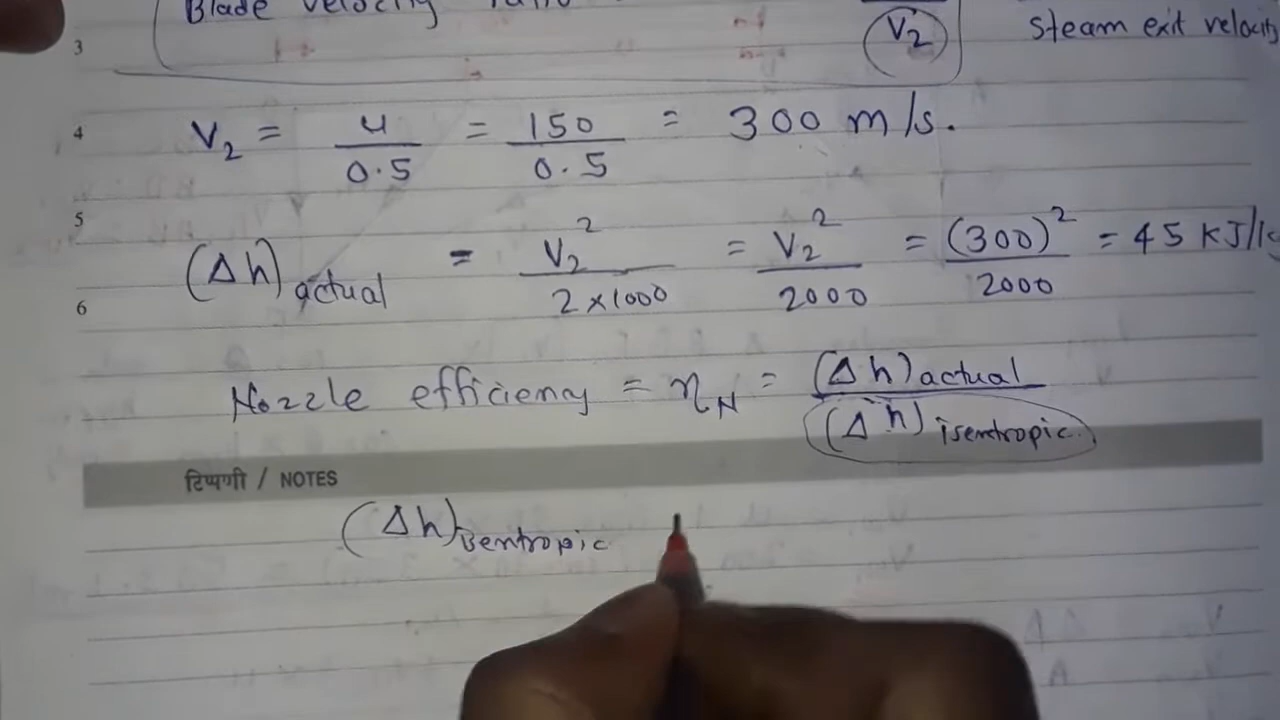 Blade velocity ratio
V2 Steam exit velocity
3
4 V2 = u/0.5 = 150/0.5 = 300 m/s.
5
(Δh)actual = V2²/2×1000 = V2²/2000 = (300)²/2000 = 45 KJ/kg
6
Nozzle efficiency = ηN = (Δh)actual/(Δh)isentropic
टिप्पणी / NOTES
(Δh)isentropic